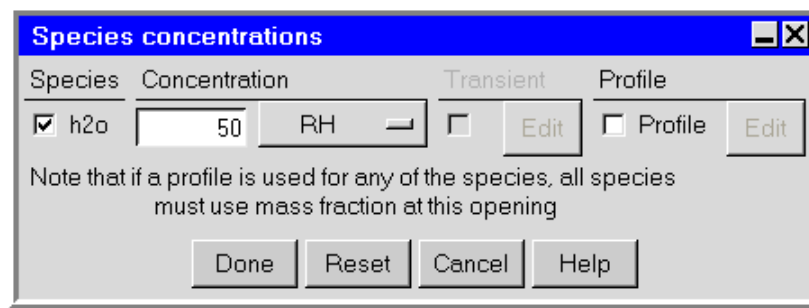 Species concentrations
Species Concentration Transient Profile
h2o 50 RH Edit Profile Edit
Note that if a profile is used for any of the species, all species
must use mass fraction at this opening
Done Reset Cancel Help